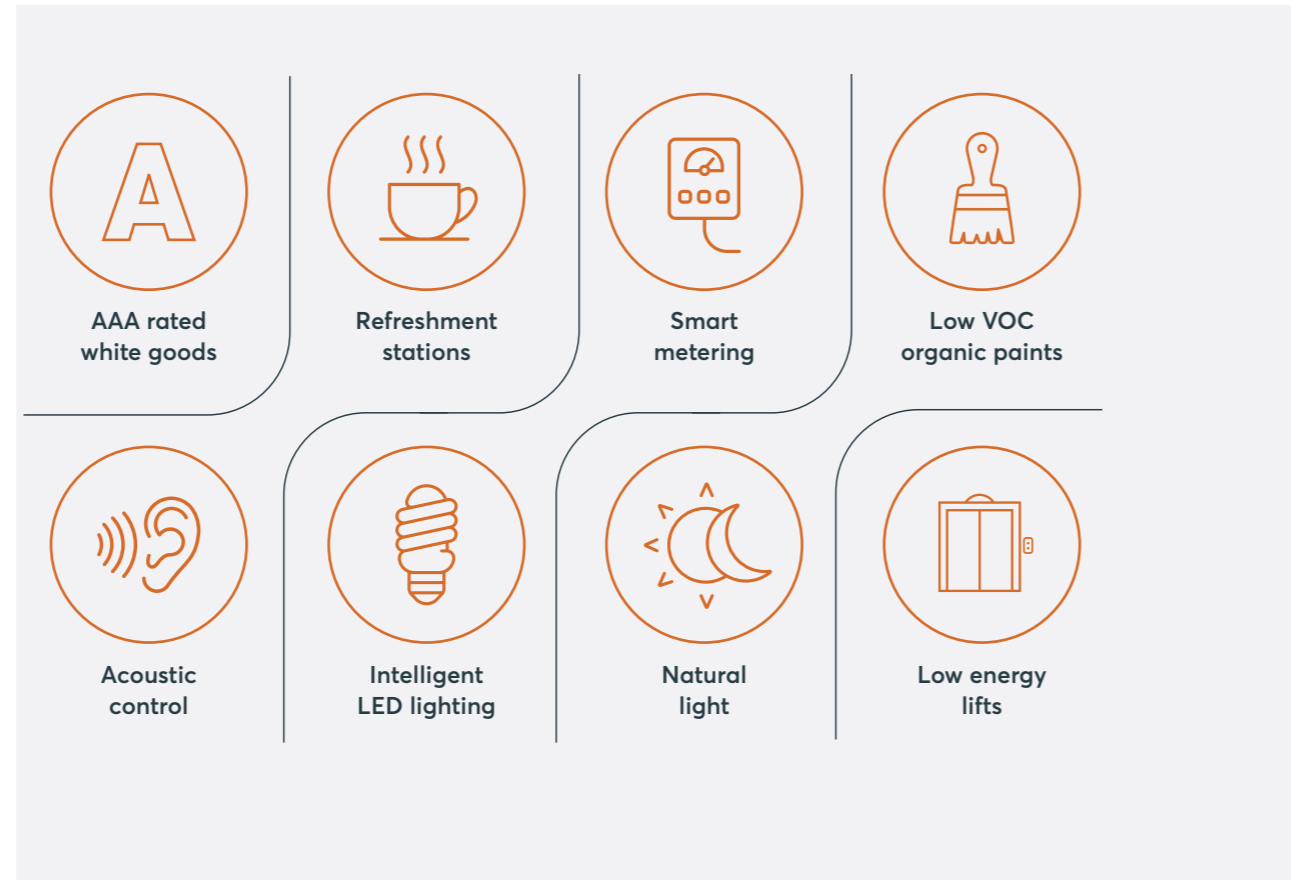 A
AAA rated
white goods
Refreshment
stations
Smart
metering
Low VOC
organic paints
Acoustic
control
Intelligent
LED lighting
Natural
light
Low energy
lifts